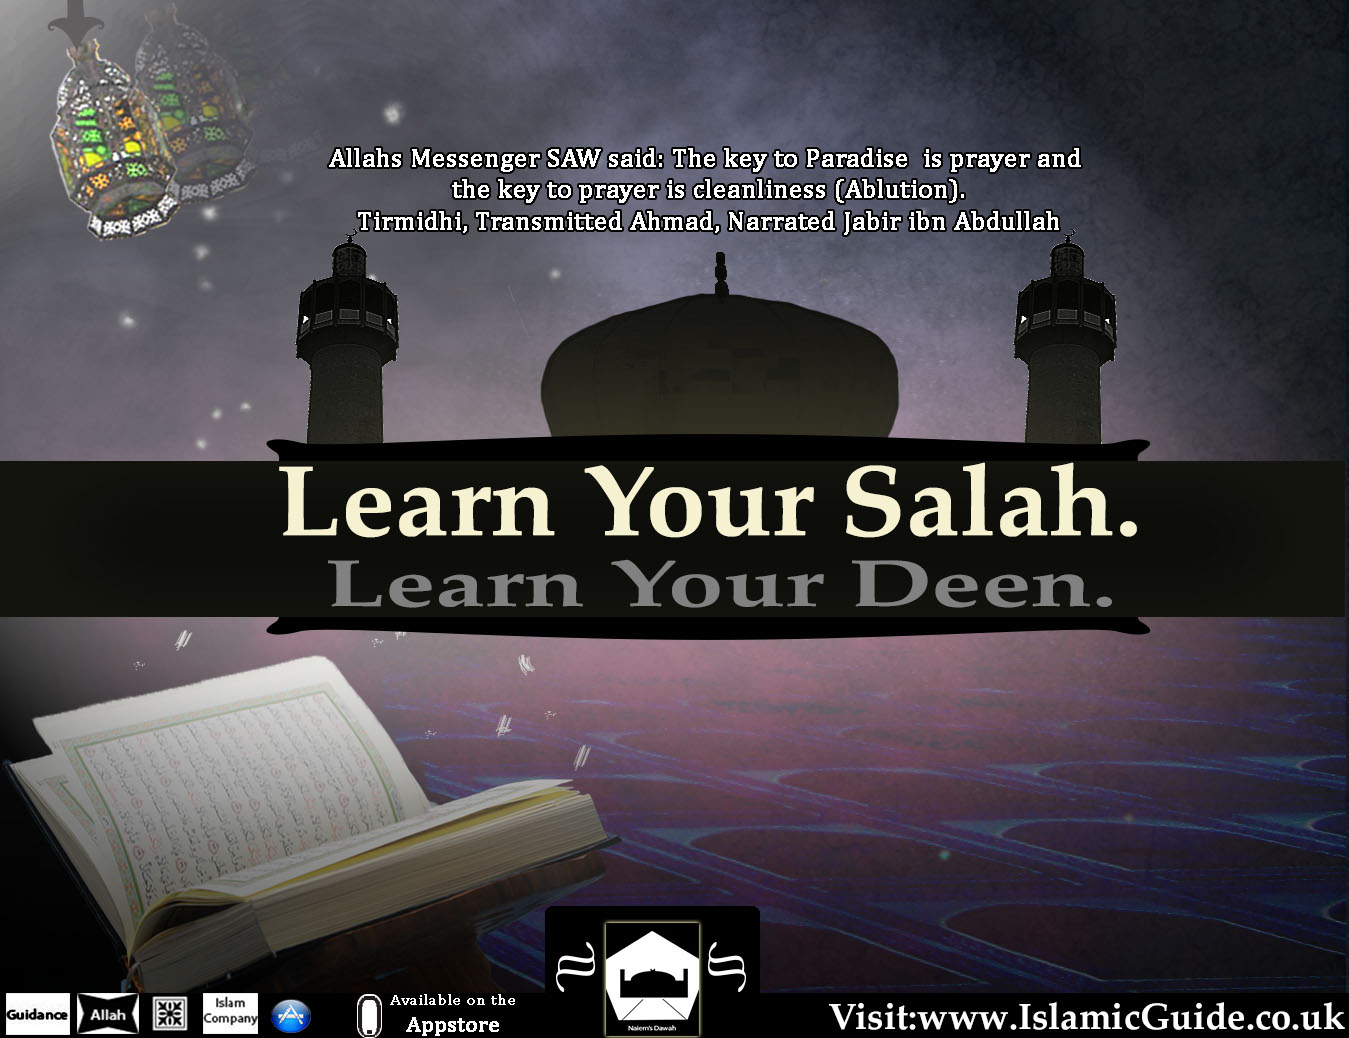 Allahs Messenger SAW said: The key to Paradise is prayer and
the key to prayer is cleanliness (Ablution).
Tirmidhi, Transmitted Ahmad, Narrated Jabir ibn Abdullah
Learn Your Salah.
Learn Your Deen.
Guidance
Allah
Islam
Company
Available on the
Appstore
Naiem's Dawah
Visit:www.IslamicGuide.co.uk